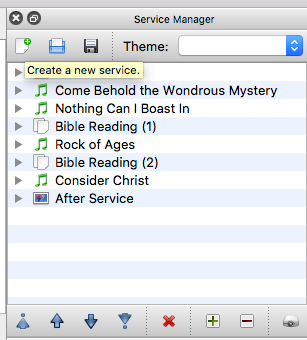 Service Manager
Theme:
Create a new service.
Come Behold the Wondrous Mystery
Nothing Can I Boast In
Bible Reading (1)
Rock of Ages
Bible Reading (2)
Consider Christ
After Service